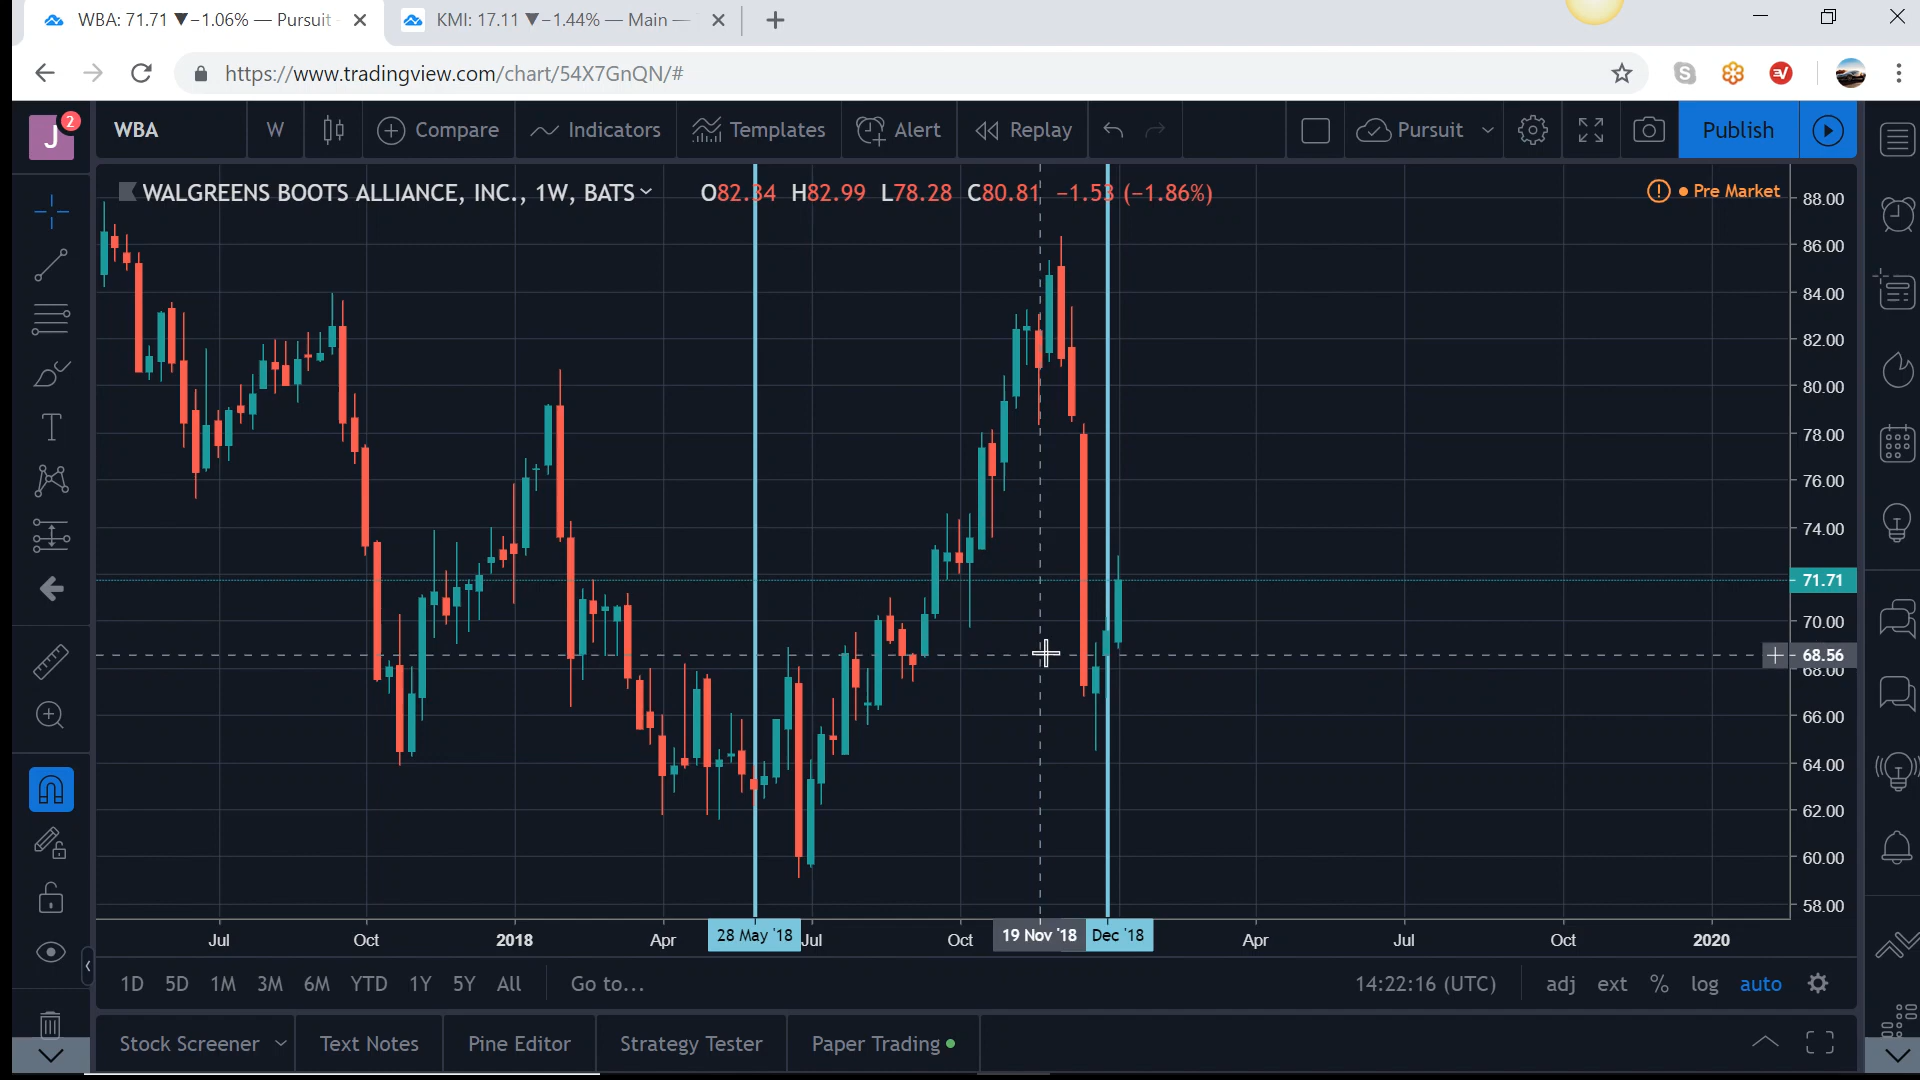 WBA: 71.71 ▼−1.06% — Pursuit
KMI: 17.11 ▼−1.44% — Main —
https://www.tradingview.com/chart/54X7GnQN/#
J 2
WBA W Compare Indicators Templates Alert Replay Pursuit Publish
WALGREENS BOOTS ALLIANCE, INC., 1W, BATS O82.34 H82.99 L78.28 C80.81 −1.53 (−1.86%)
Pre Market
88.00
86.00
84.00
82.00
80.00
78.00
76.00
74.00
71.71
70.00
68.56
68.00
66.00
64.00
62.00
60.00
58.00
Jul Oct 2018 Apr 28 May '18 Jul Oct 19 Nov '18 Dec '18 Apr Jul Oct 2020
1D 5D 1M 3M 6M YTD 1Y 5Y All Go to... 14:22:16 (UTC) adj ext % log auto
Stock Screener Text Notes Pine Editor Strategy Tester Paper Trading